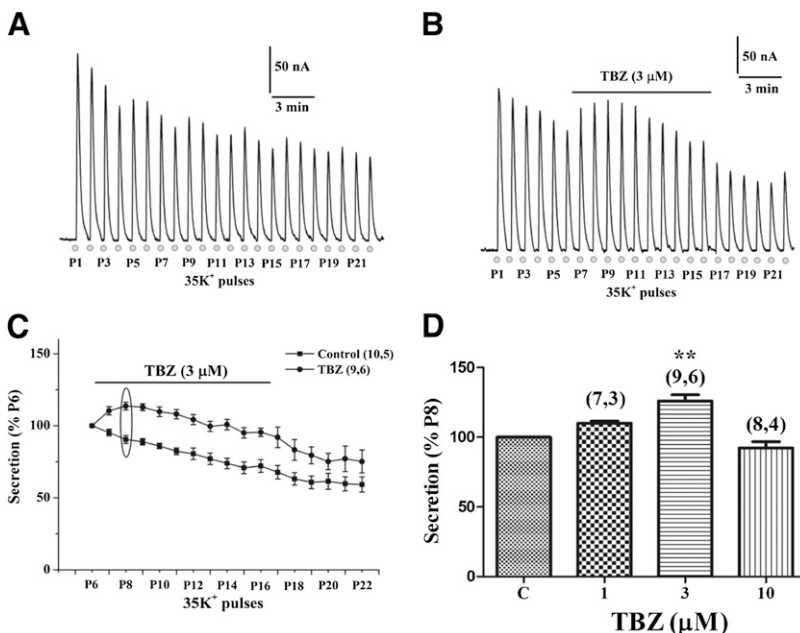 A
50 nA
3 min
P1 P3 P5 P7 P9 P11 P13 P15 P17 P19 P21
35K⁺ pulses
B
50 nA
TBZ (3 μM)
3 min
P1 P3 P5 P7 P9 P11 P13 P15 P17 P19 P21
35K⁺ pulses
C
150
TBZ (3 μM)
Control (10,5)
TBZ (9,6)
100
50
0
Secretion (% P6)
P6 P8 P10 P12 P14 P16 P18 P20 P22
35K⁺ pulses
D
150
**
(7,3) (9,6) (8,4)
100
50
0
Secretion (% P8)
C 1 3 10
TBZ (μM)